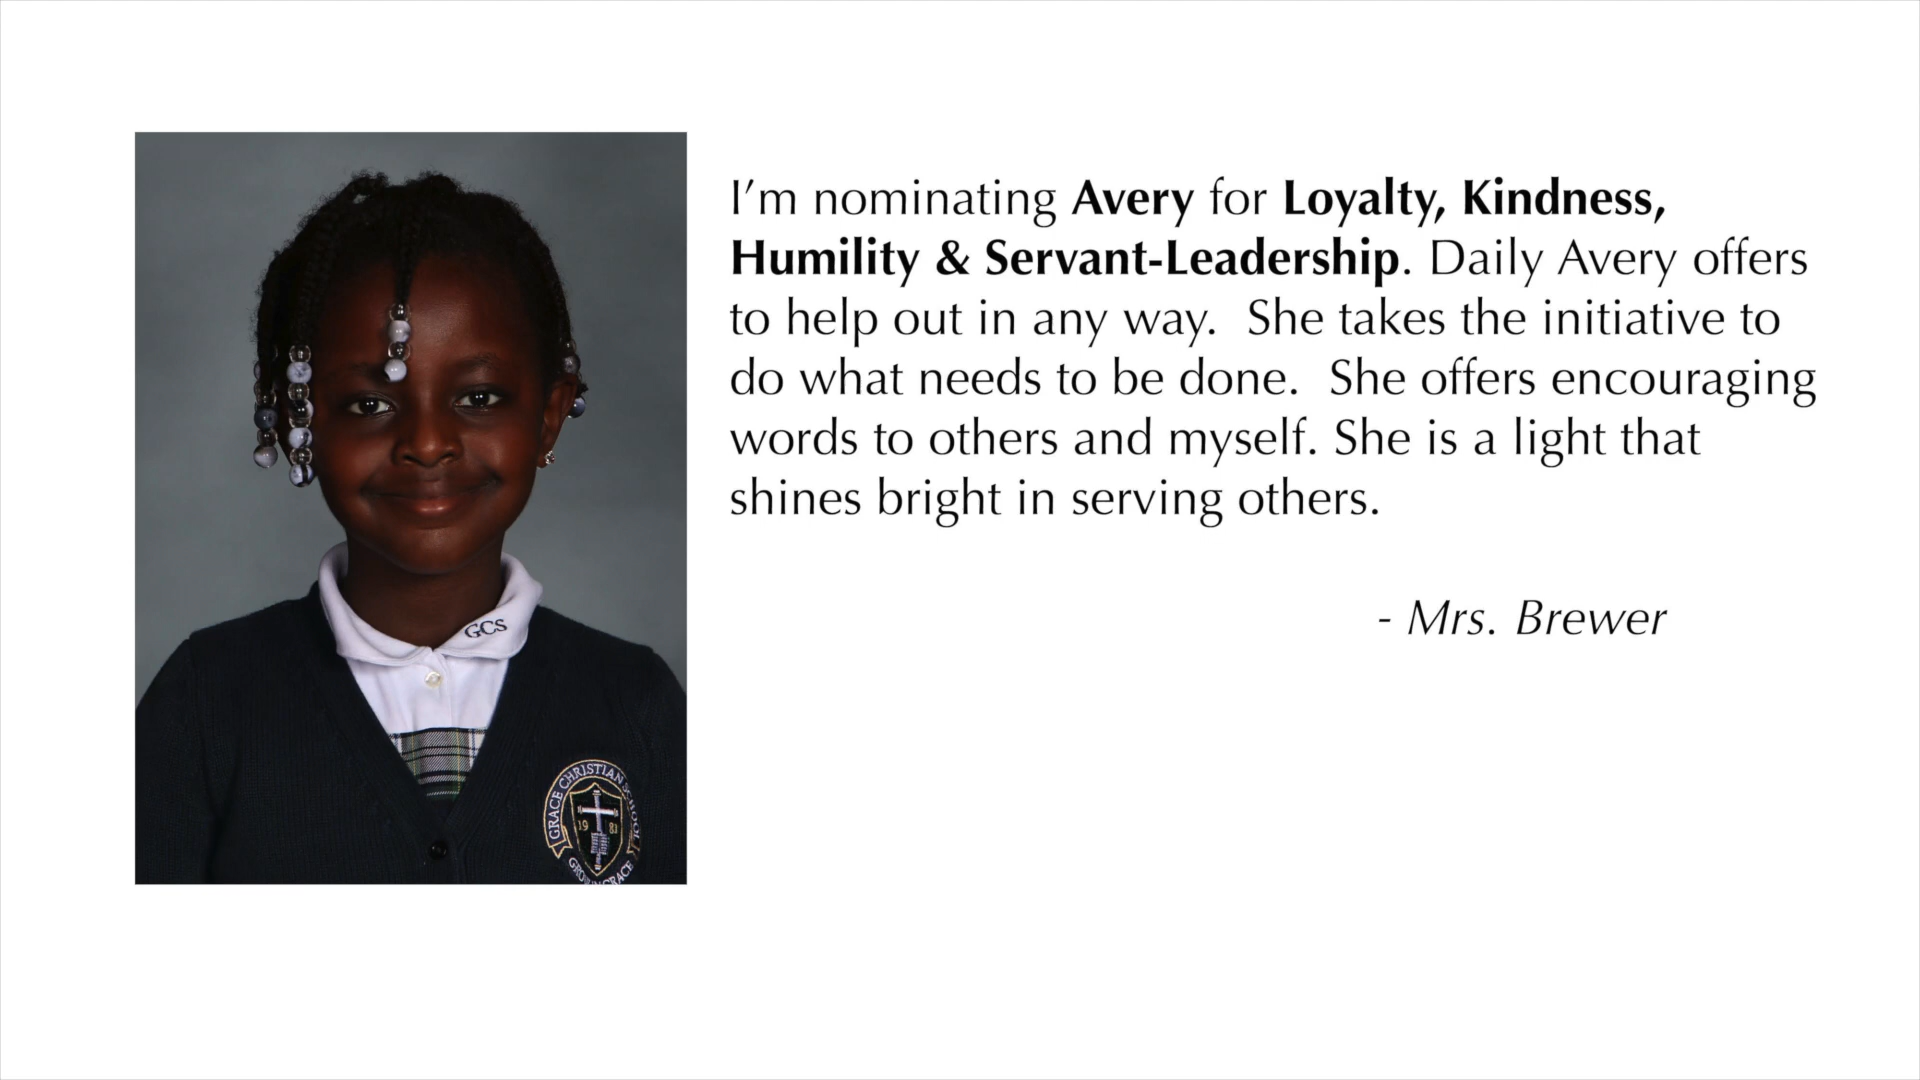 I'm nominating Avery for Loyalty, Kindness,
Humility & Servant-Leadership. Daily Avery offers
to help out in any way.  She takes the initiative to
do what needs to be done.  She offers encouraging
words to others and myself. She is a light that
shines bright in serving others.
- Mrs. Brewer
GCS
GRACE CHRISTIAN SCHOOL
19 81
GRACE